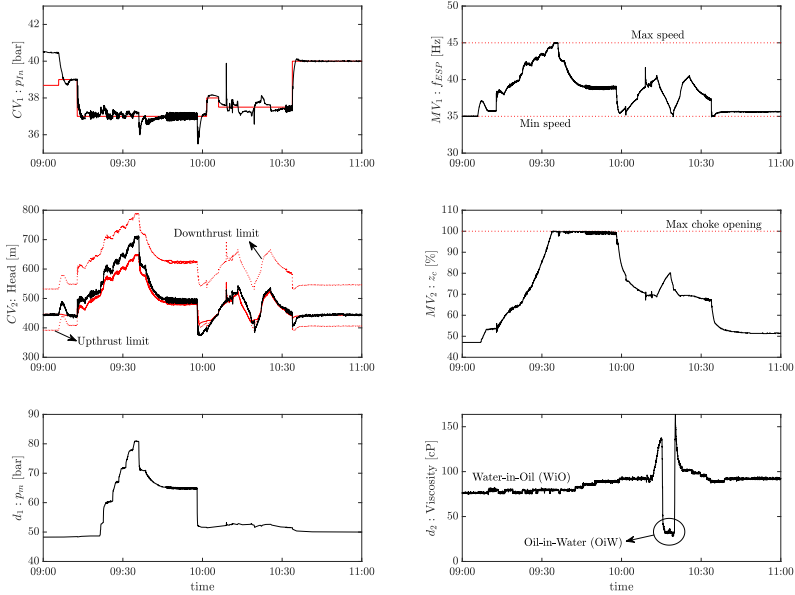 CV₁ : p_In [bar]
42
40
38
36
09:00 09:30 10:00 10:30 11:00
MV₁ : f_ESP [Hz]
45
40
35
30
25
Max speed
Min speed
09:00 09:30 10:00 10:30 11:00
CV₂: Head [m]
800
700
600
500
400
300
Downthrust limit
Upthrust limit
09:00 09:30 10:00 10:30 11:00
MV₂ : z_c [%]
110
100
90
80
70
60
50
40
Max choke opening
09:00 09:30 10:00 10:30 11:00
d₁ : p_m [bar]
90
80
70
60
50
40
09:00 09:30 10:00 10:30 11:00
time
d₂ : Viscosity [cP]
150
100
50
0
Water-in-Oil (WiO)
Oil-in-Water (OiW)
09:00 09:30 10:00 10:30 11:00
time